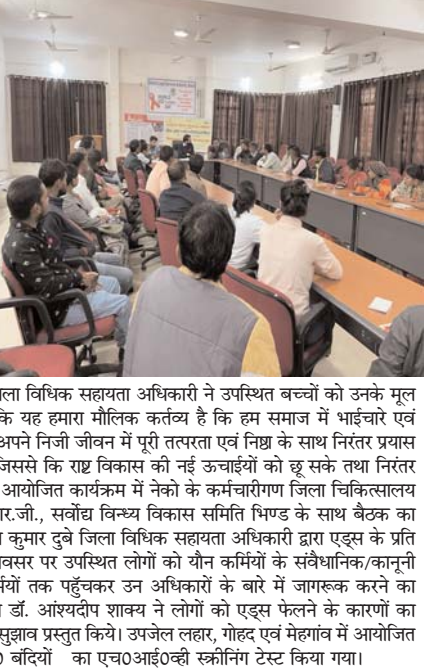 ला विधिक सहायता अधिकारी ने उपस्थित बच्चों को उनके मूल
कि यह हमारा मौलिक कर्तव्य है कि हम समाज में भाईचारे एवं
अपने निजी जीवन में पूरी तत्परता एवं निष्ठा के साथ निरंतर प्रयास
जिससे कि राष्ट्र विकास की नई ऊचाईयों को छू सके तथा निरंतर
आयोजित कार्यक्रम में नेको के कर्मचारीगण जिला चिकित्सालय
र.जी., सर्वोद्य विन्ध्य विकास समिति भिण्ड के साथ बैठक का
कुमार दुबे जिला विधिक सहायता अधिकारी द्वारा एड्स के प्रति
वसर पर उपस्थित लोगों को यौन कर्मियों के संवैधानिक/कानूनी
र्मियों तक पहुॅचकर उन अधिकारों के बारे में जागरूक करने का
डॉ. आंश्यदीप शाक्य ने लोगों को एड्स फेलने के कारणों का
सुझाव प्रस्तुत किये। उपजेल लहार, गोहद एवं मेहगांव में आयोजित
0 बंदियों का एच0आई0व्ही स्क्रीनिंग टेस्ट किया गया।